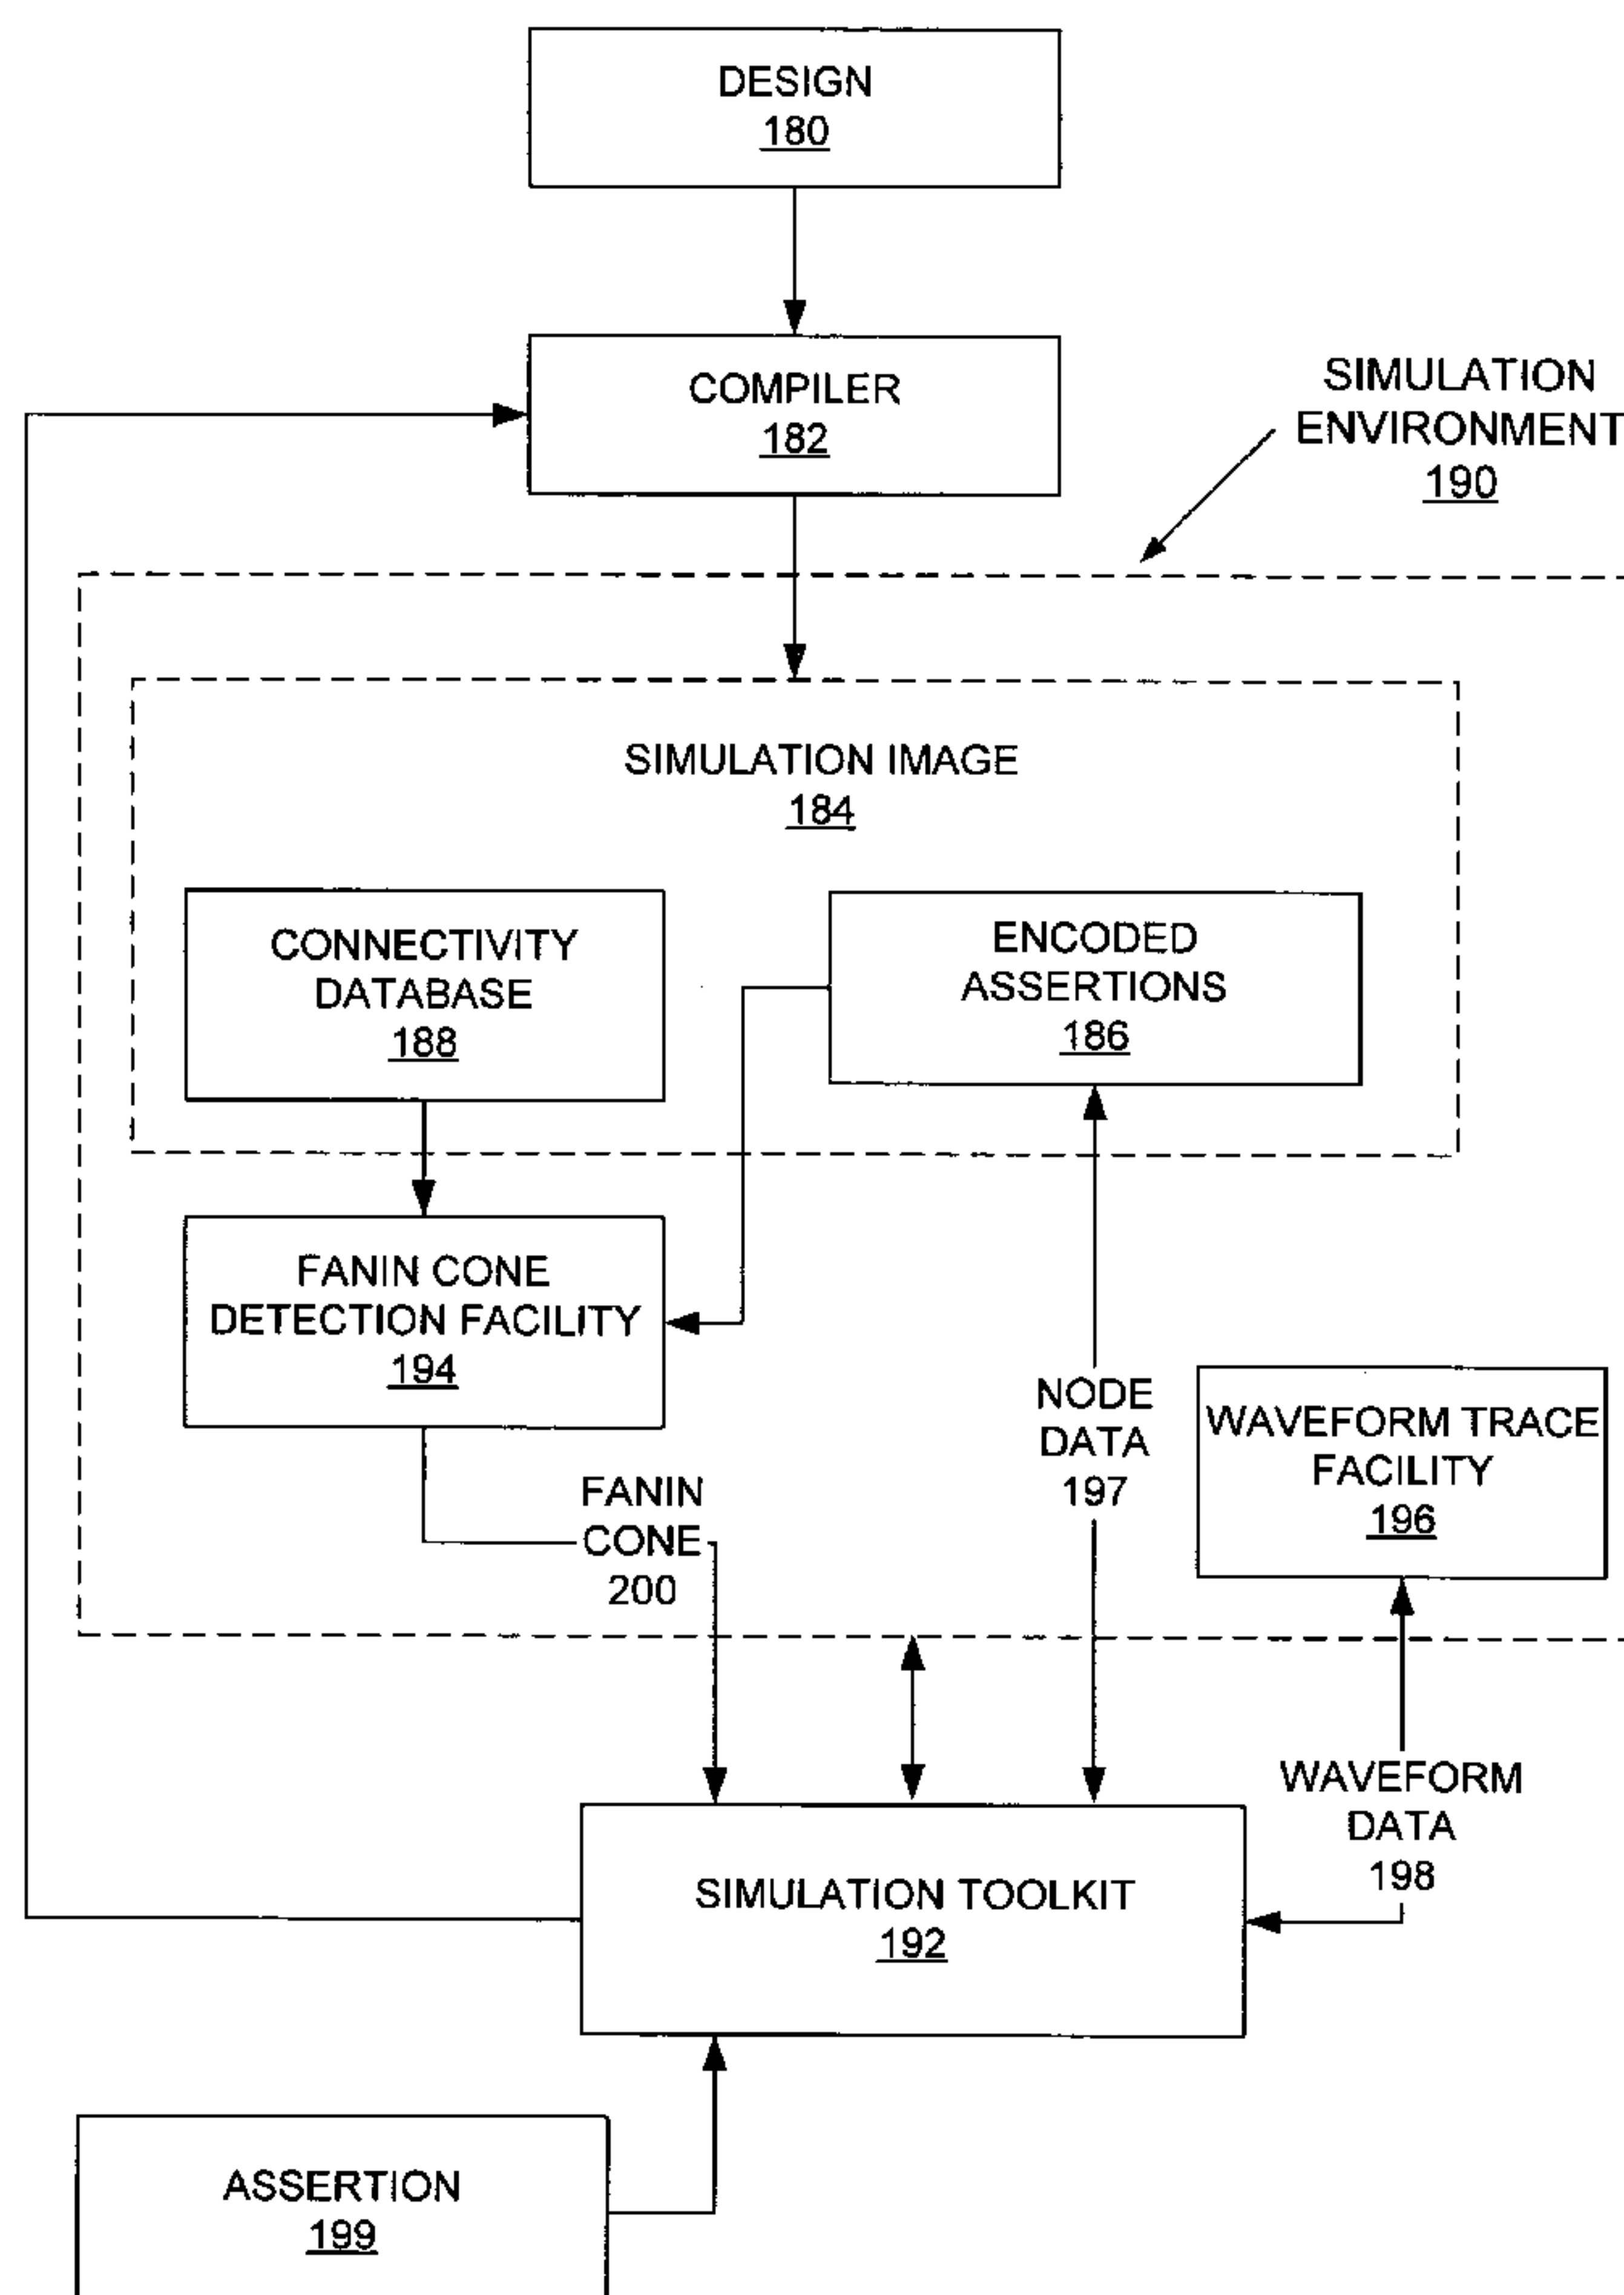 DESIGN
180
COMPILER
182
SIMULATION
ENVIRONMENT
190
SIMULATION IMAGE
184
CONNECTIVITY
DATABASE
188
ENCODED
ASSERTIONS
186
FANIN CONE
DETECTION FACILITY
194
NODE
DATA
197
WAVEFORM TRACE
FACILITY
196
FANIN
CONE
200
WAVEFORM
DATA
198
SIMULATION TOOLKIT
192
ASSERTION
199